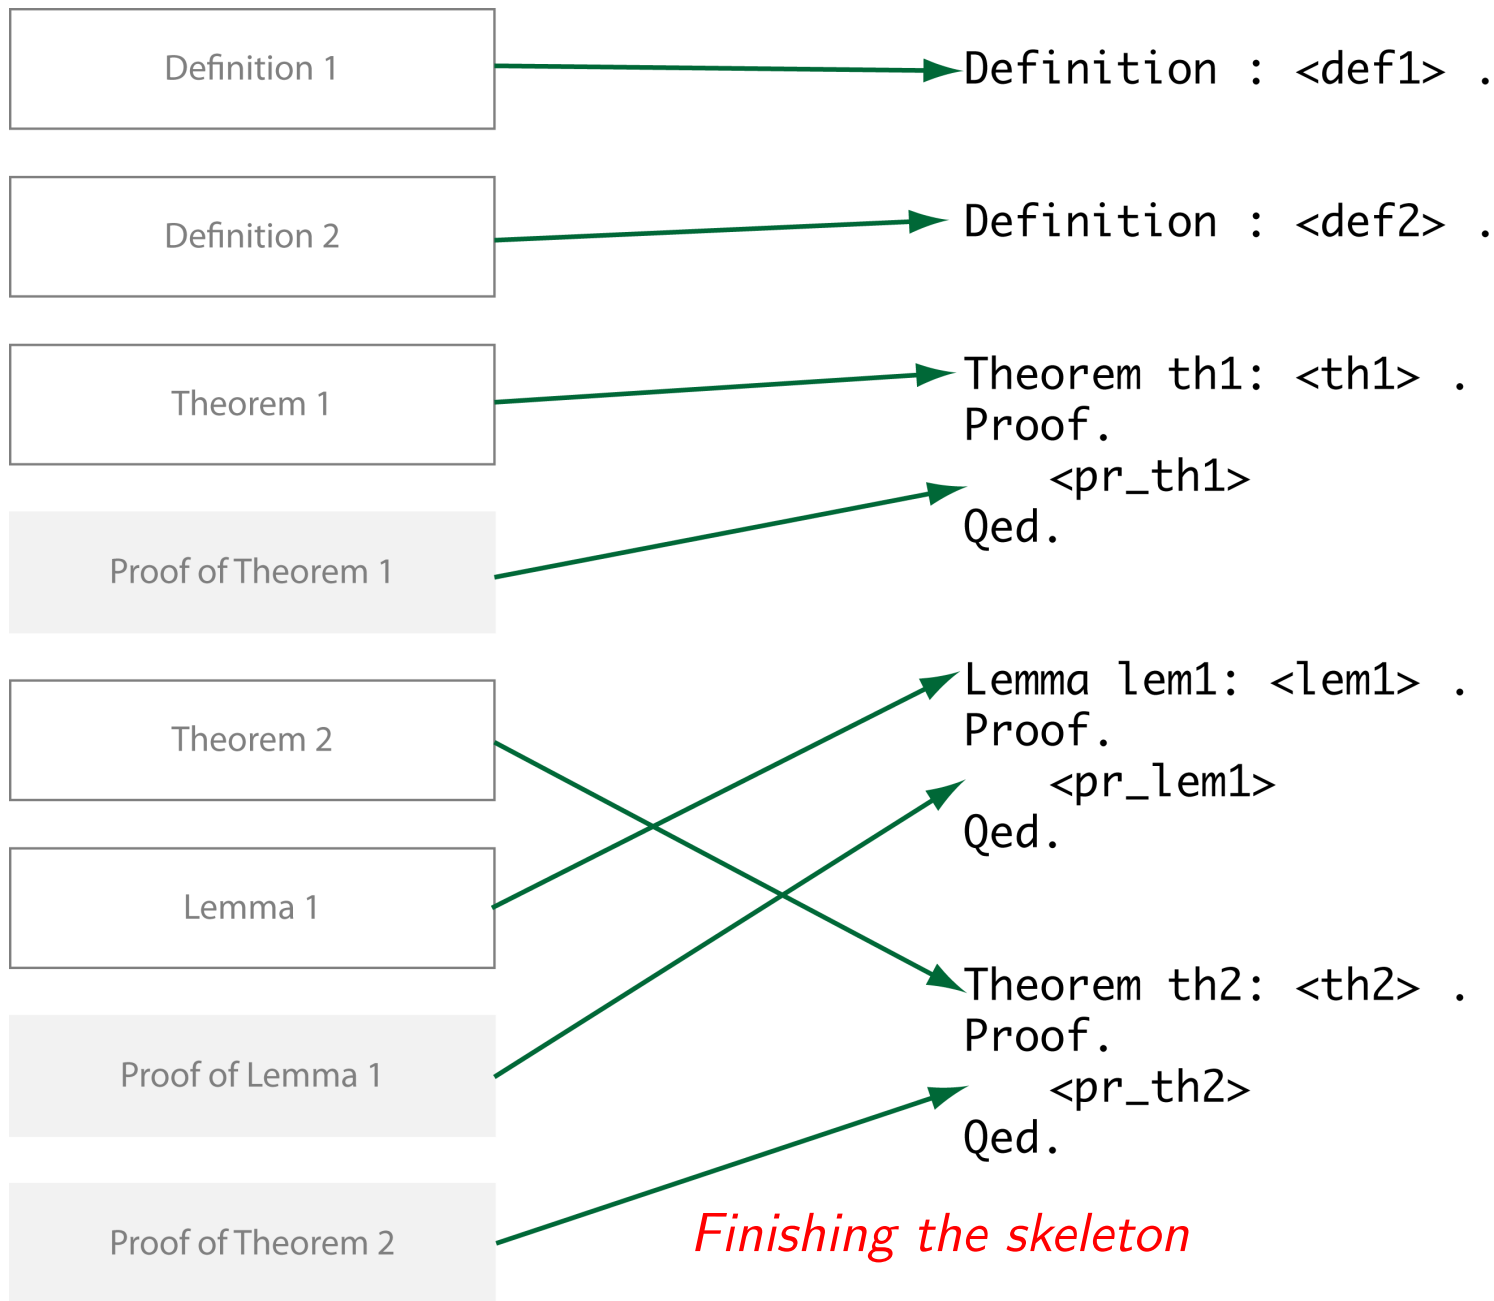 Definition 1
Definition : <def1> .
Definition 2
Definition : <def2> .
Theorem 1
Theorem th1: <th1> .
Proof.
<pr_th1>
Qed.
Proof of Theorem 1
Theorem 2
Lemma lem1: <lem1> .
Proof.
<pr_lem1>
Qed.
Lemma 1
Proof of Lemma 1
Theorem th2: <th2> .
Proof.
<pr_th2>
Qed.
Proof of Theorem 2
Finishing the skeleton